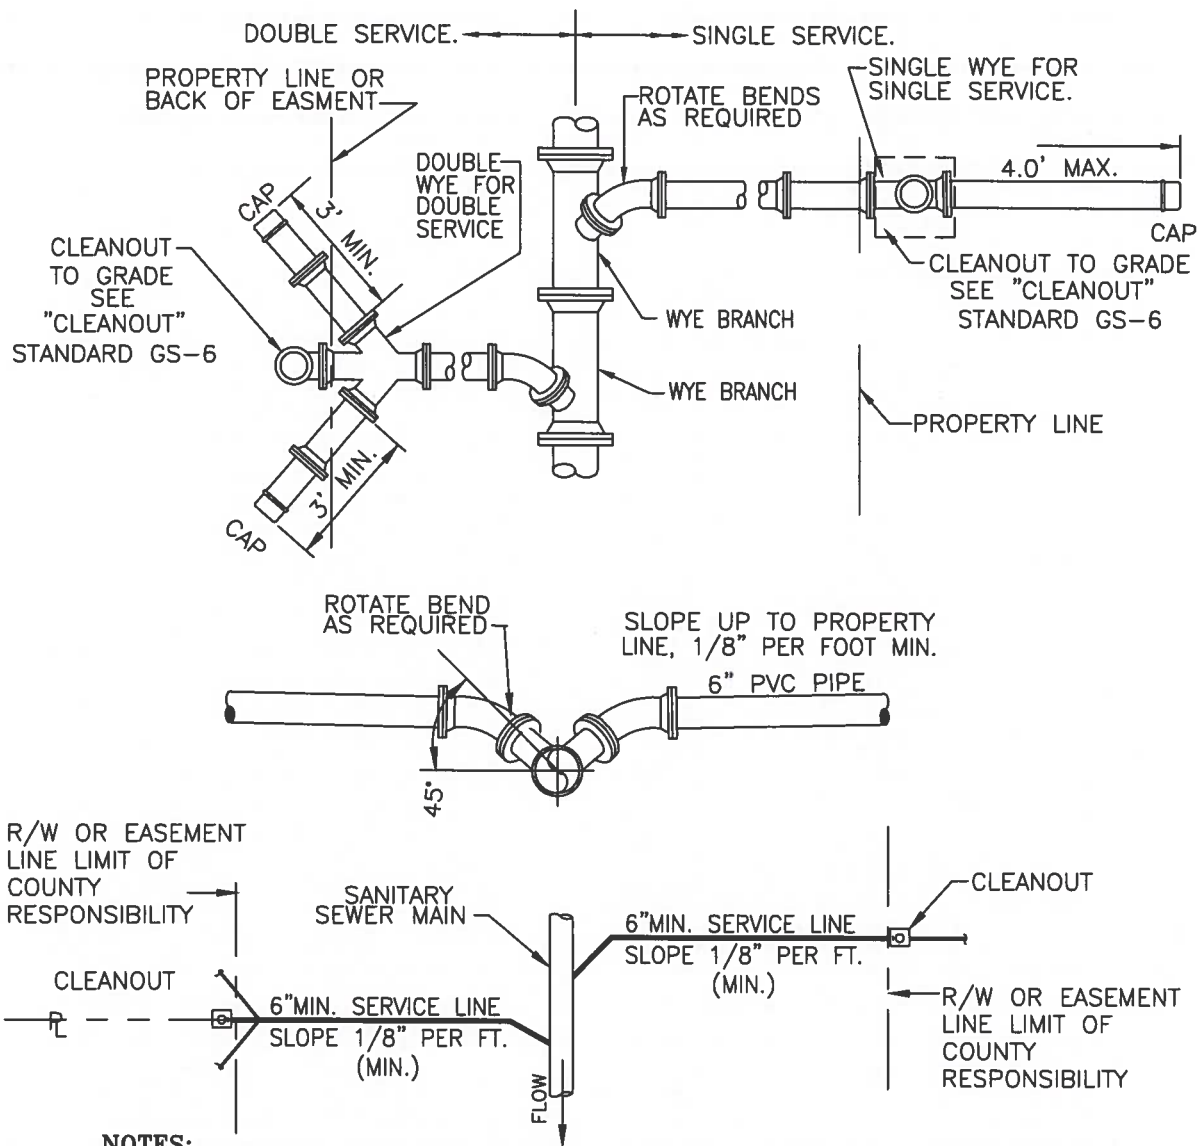 DOUBLE SERVICE.
SINGLE SERVICE.
PROPERTY LINE OR
BACK OF EASMENT
SINGLE WYE FOR
SINGLE SERVICE.
ROTATE BENDS
AS REQUIRED
DOUBLE
WYE FOR
DOUBLE
SERVICE
4.0' MAX.
CAP
3'
MIN.
CAP
CLEANOUT
TO GRADE
SEE
"CLEANOUT"
STANDARD GS-6
CLEANOUT TO GRADE
SEE "CLEANOUT"
STANDARD GS-6
WYE BRANCH
WYE BRANCH
PROPERTY LINE
3' MIN.
CAP
ROTATE BEND
AS REQUIRED
SLOPE UP TO PROPERTY
LINE, 1/8" PER FOOT MIN.
6" PVC PIPE
45°
R/W OR EASEMENT
LINE LIMIT OF
COUNTY
RESPONSIBILITY
SANITARY
SEWER MAIN
CLEANOUT
6"MIN. SERVICE LINE
SLOPE 1/8" PER FT.
(MIN.)
CLEANOUT
PL
6"MIN. SERVICE LINE
SLOPE 1/8" PER FT.
(MIN.)
R/W OR EASEMENT
LINE LIMIT OF
COUNTY
RESPONSIBILITY
FLOW
NOTES: